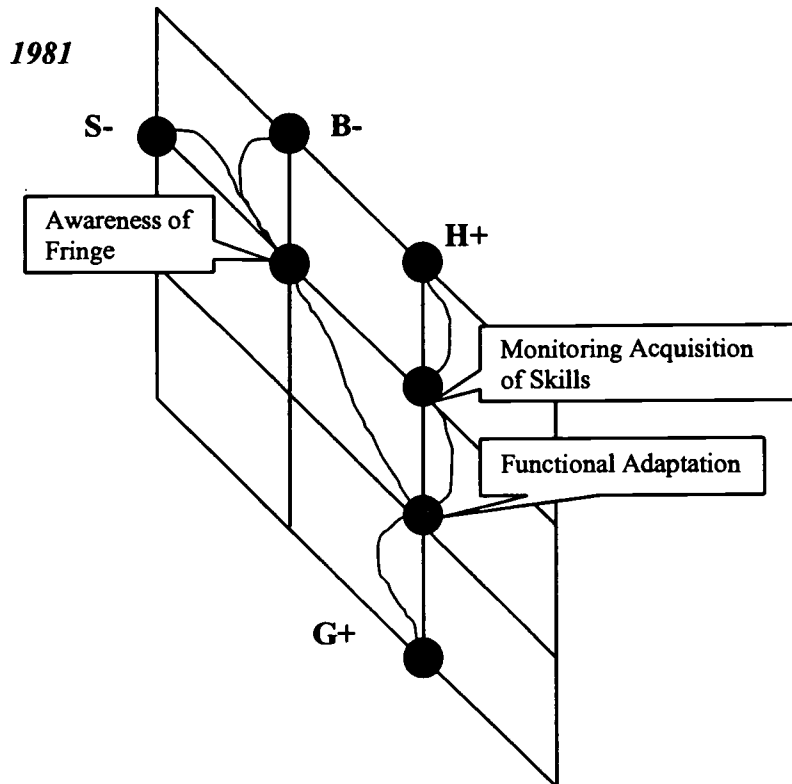 1981
S-
B-
Awareness of
Fringe
H+
Monitoring Acquisition
of Skills
Functional Adaptation
G+